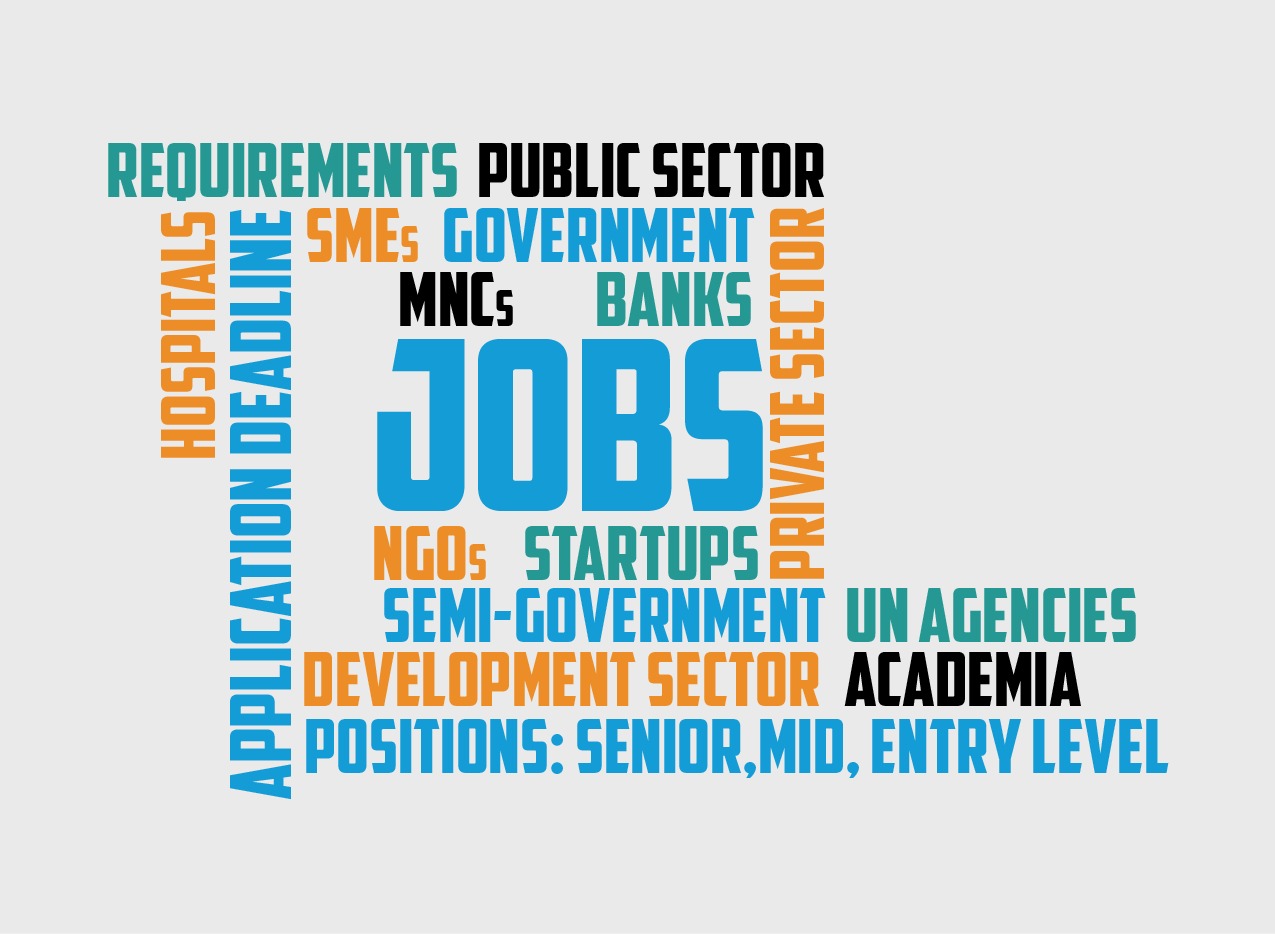 REQUIREMENTS PUBLIC SECTOR
HOSPITALS
APPLICATION DEADLINE
SMEs GOVERNMENT
PRIVATE SECTOR
MNCs BANKS
JOBS
NGOs STARTUPS
SEMI-GOVERNMENT UN AGENCIES
DEVELOPMENT SECTOR ACADEMIA
POSITIONS: SENIOR,MID, ENTRY LEVEL